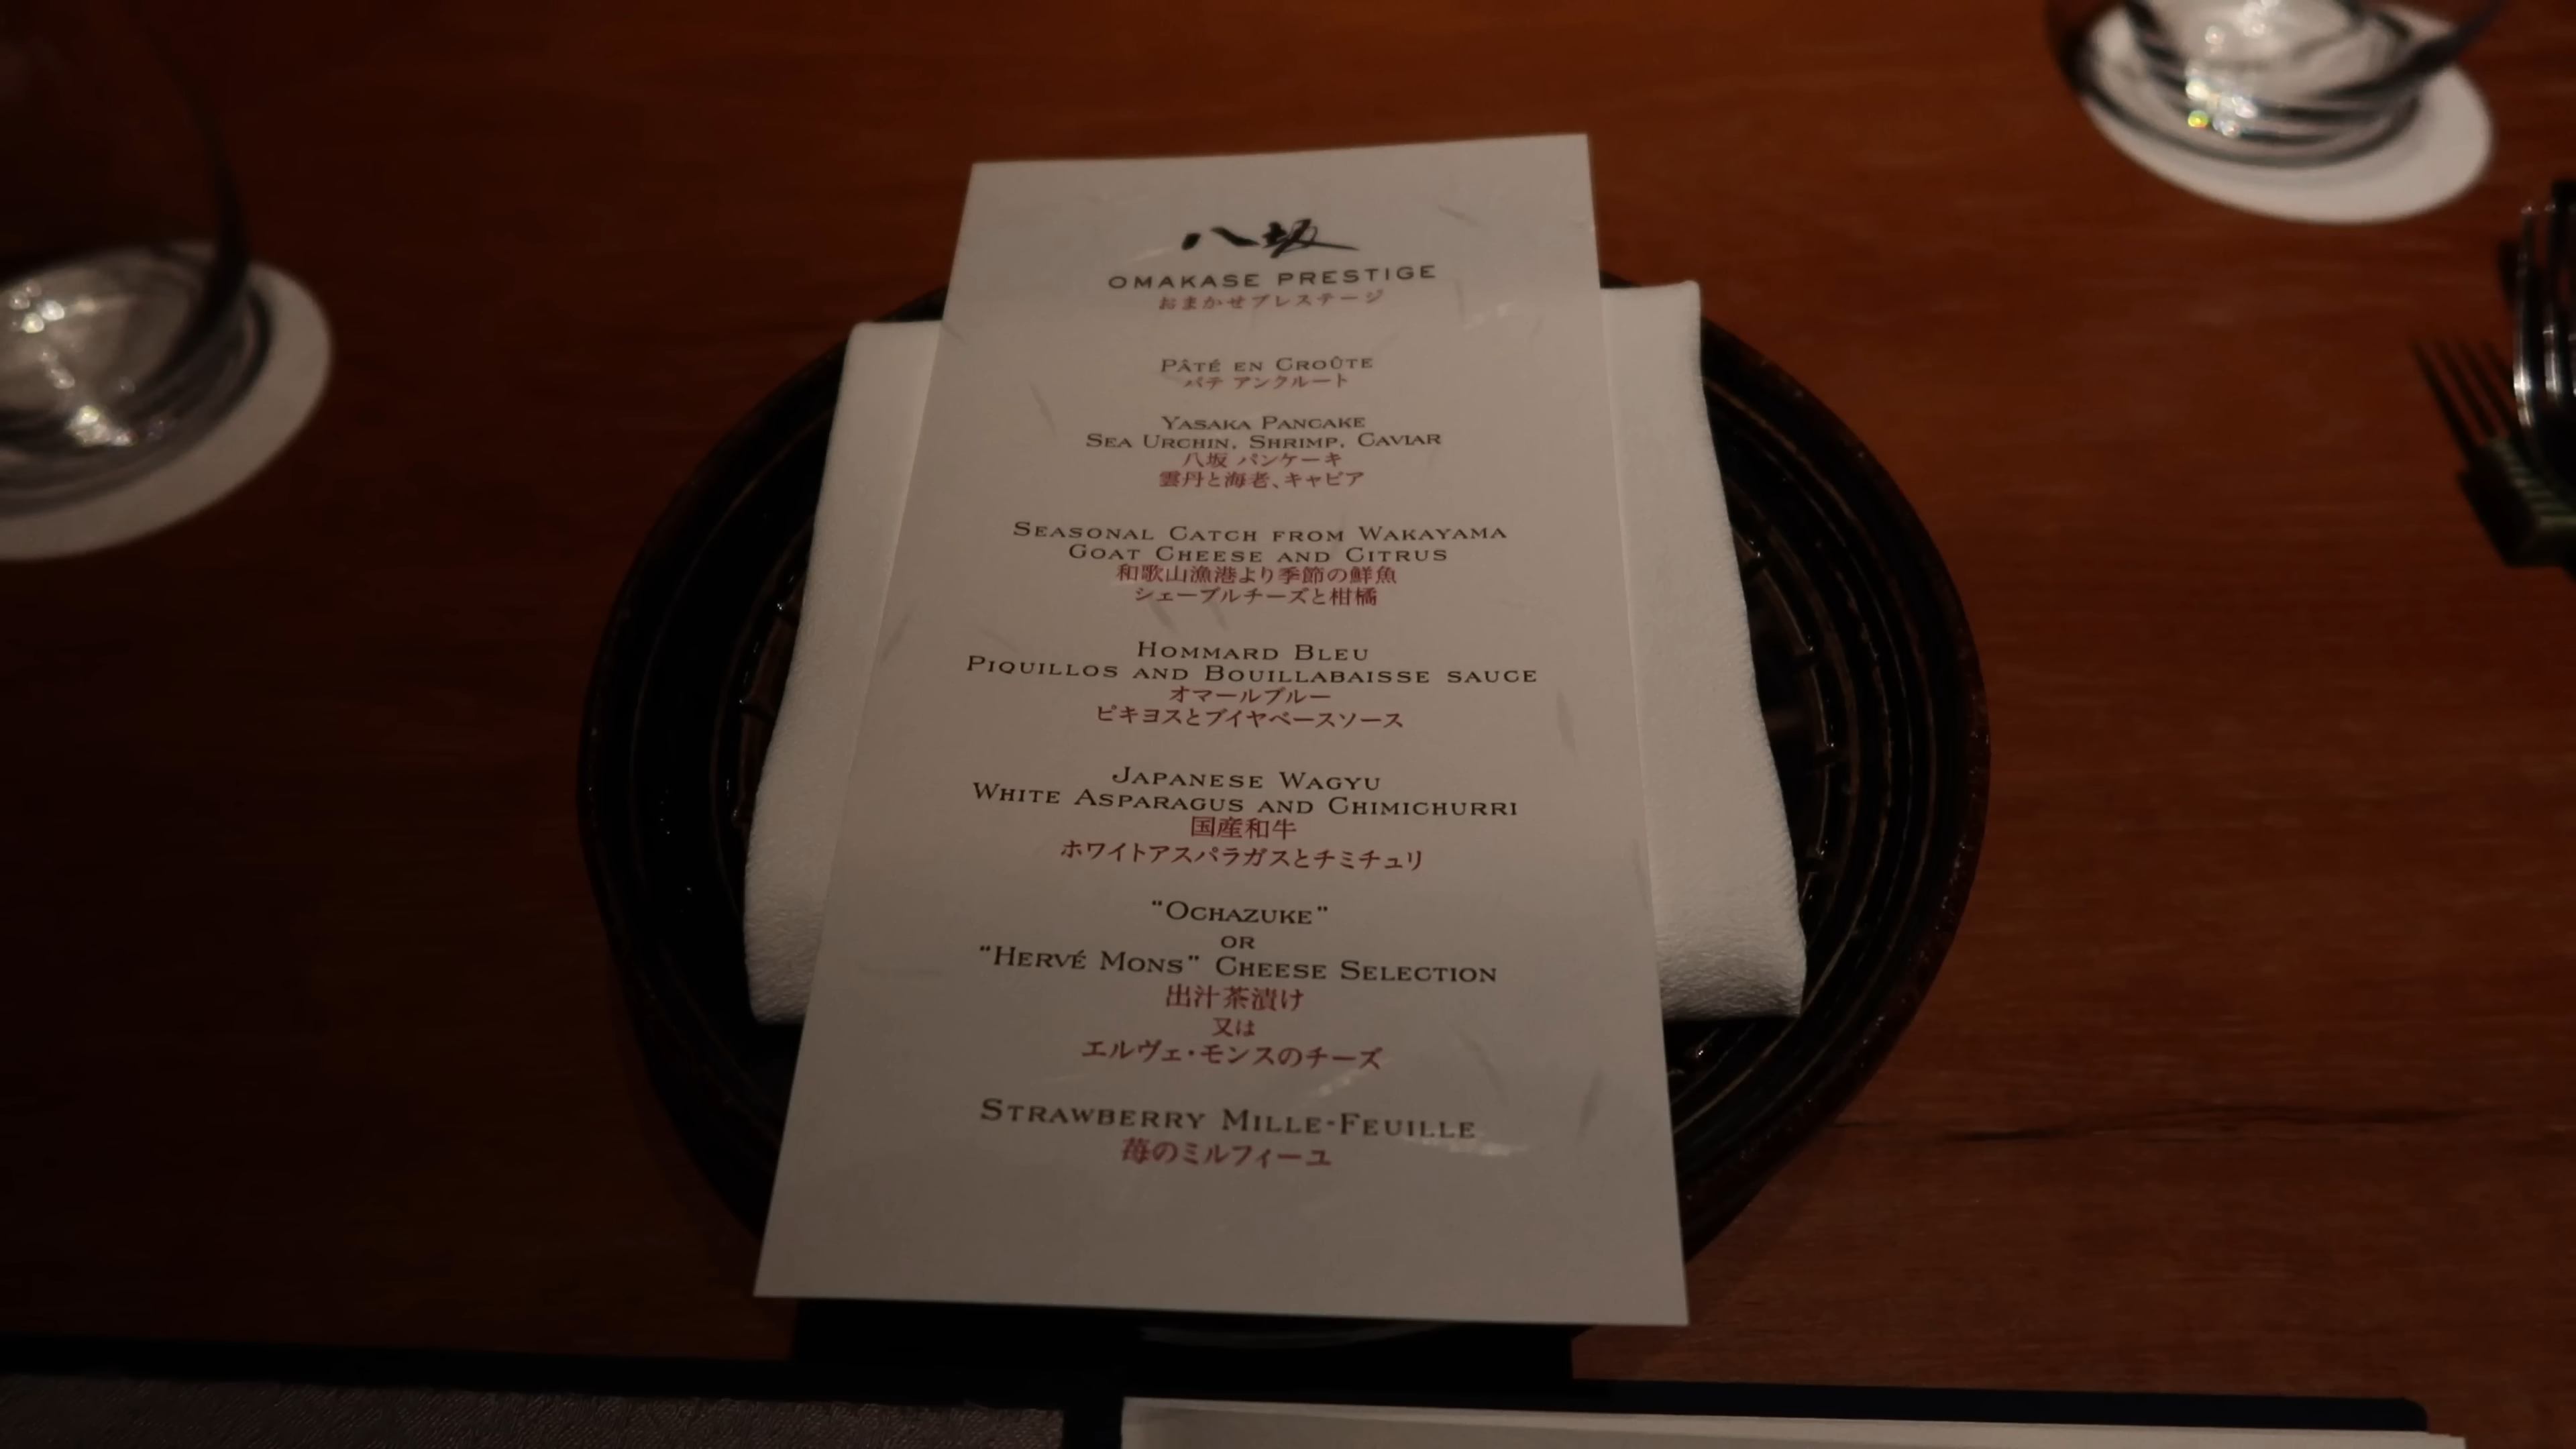 八坂
OMAKASE PRESTIGE
おまかせプレステージ
PÂTÉ EN CROÛTE
パテ アンクルート
YASAKA PANCAKE
SEA URCHIN, SHRIMP, CAVIAR
八坂 パンケーキ
雲丹と海老、キャビア
SEASONAL CATCH FROM WAKAYAMA
GOAT CHEESE AND CITRUS
和歌山漁港より季節の鮮魚
シェーブルチーズと柑橘
HOMMARD BLEU
PIQUILLOS AND BOUILLABAISSE SAUCE
オマールブルー
ピキヨスとブイヤベースソース
JAPANESE WAGYU
WHITE ASPARAGUS AND CHIMICHURRI
国産和牛
ホワイトアスパラガスとチミチュリ
"OCHAZUKE"
OR
"HERVÉ MONS" CHEESE SELECTION
出汁茶漬け
又は
エルヴェ・モンスのチーズ
STRAWBERRY MILLE-FEUILLE
苺のミルフィーユ